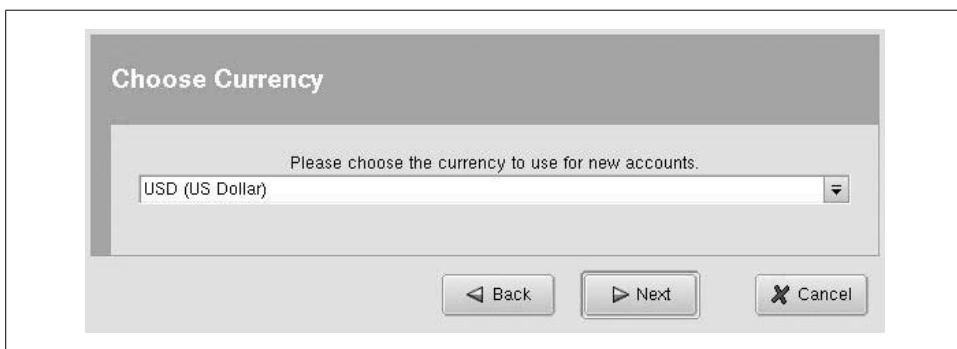 Choose Currency
Please choose the currency to use for new accounts.
USD (US Dollar)
Back Next Cancel